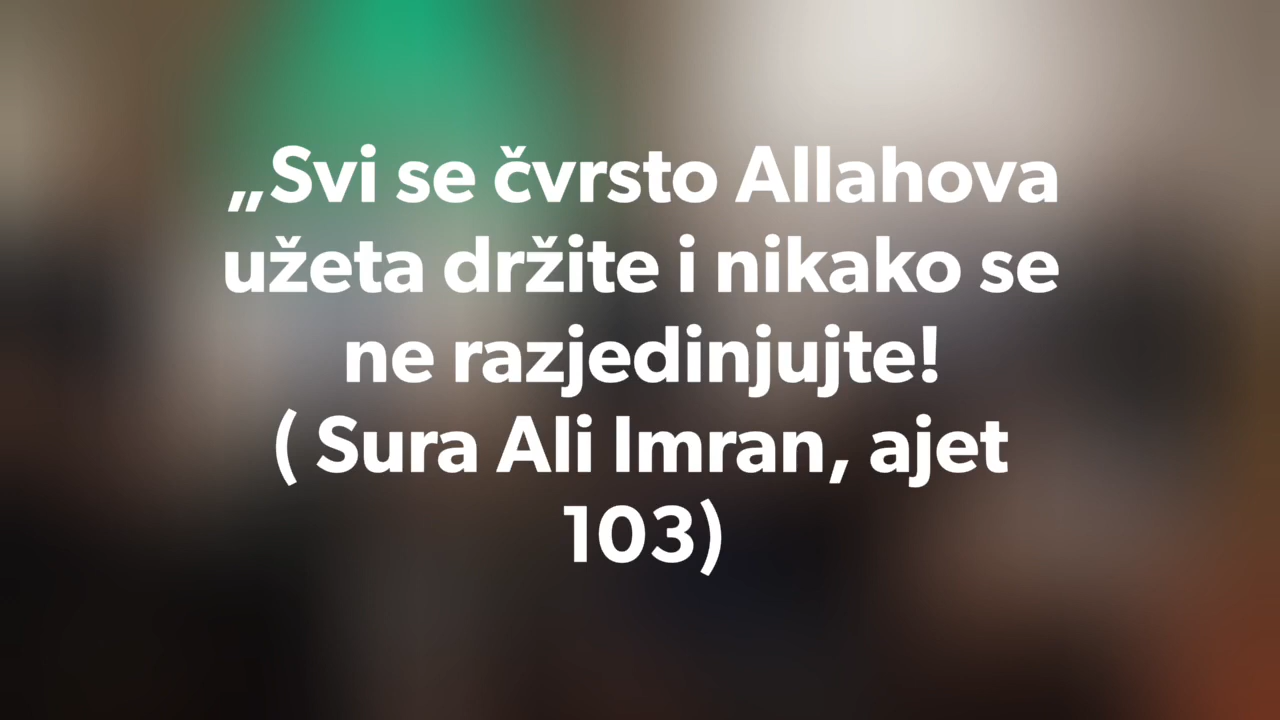 „Svi se čvrsto Allahova
užeta držite i nikako se
ne razjedinjujte!
( Sura Ali Imran, ajet
103)